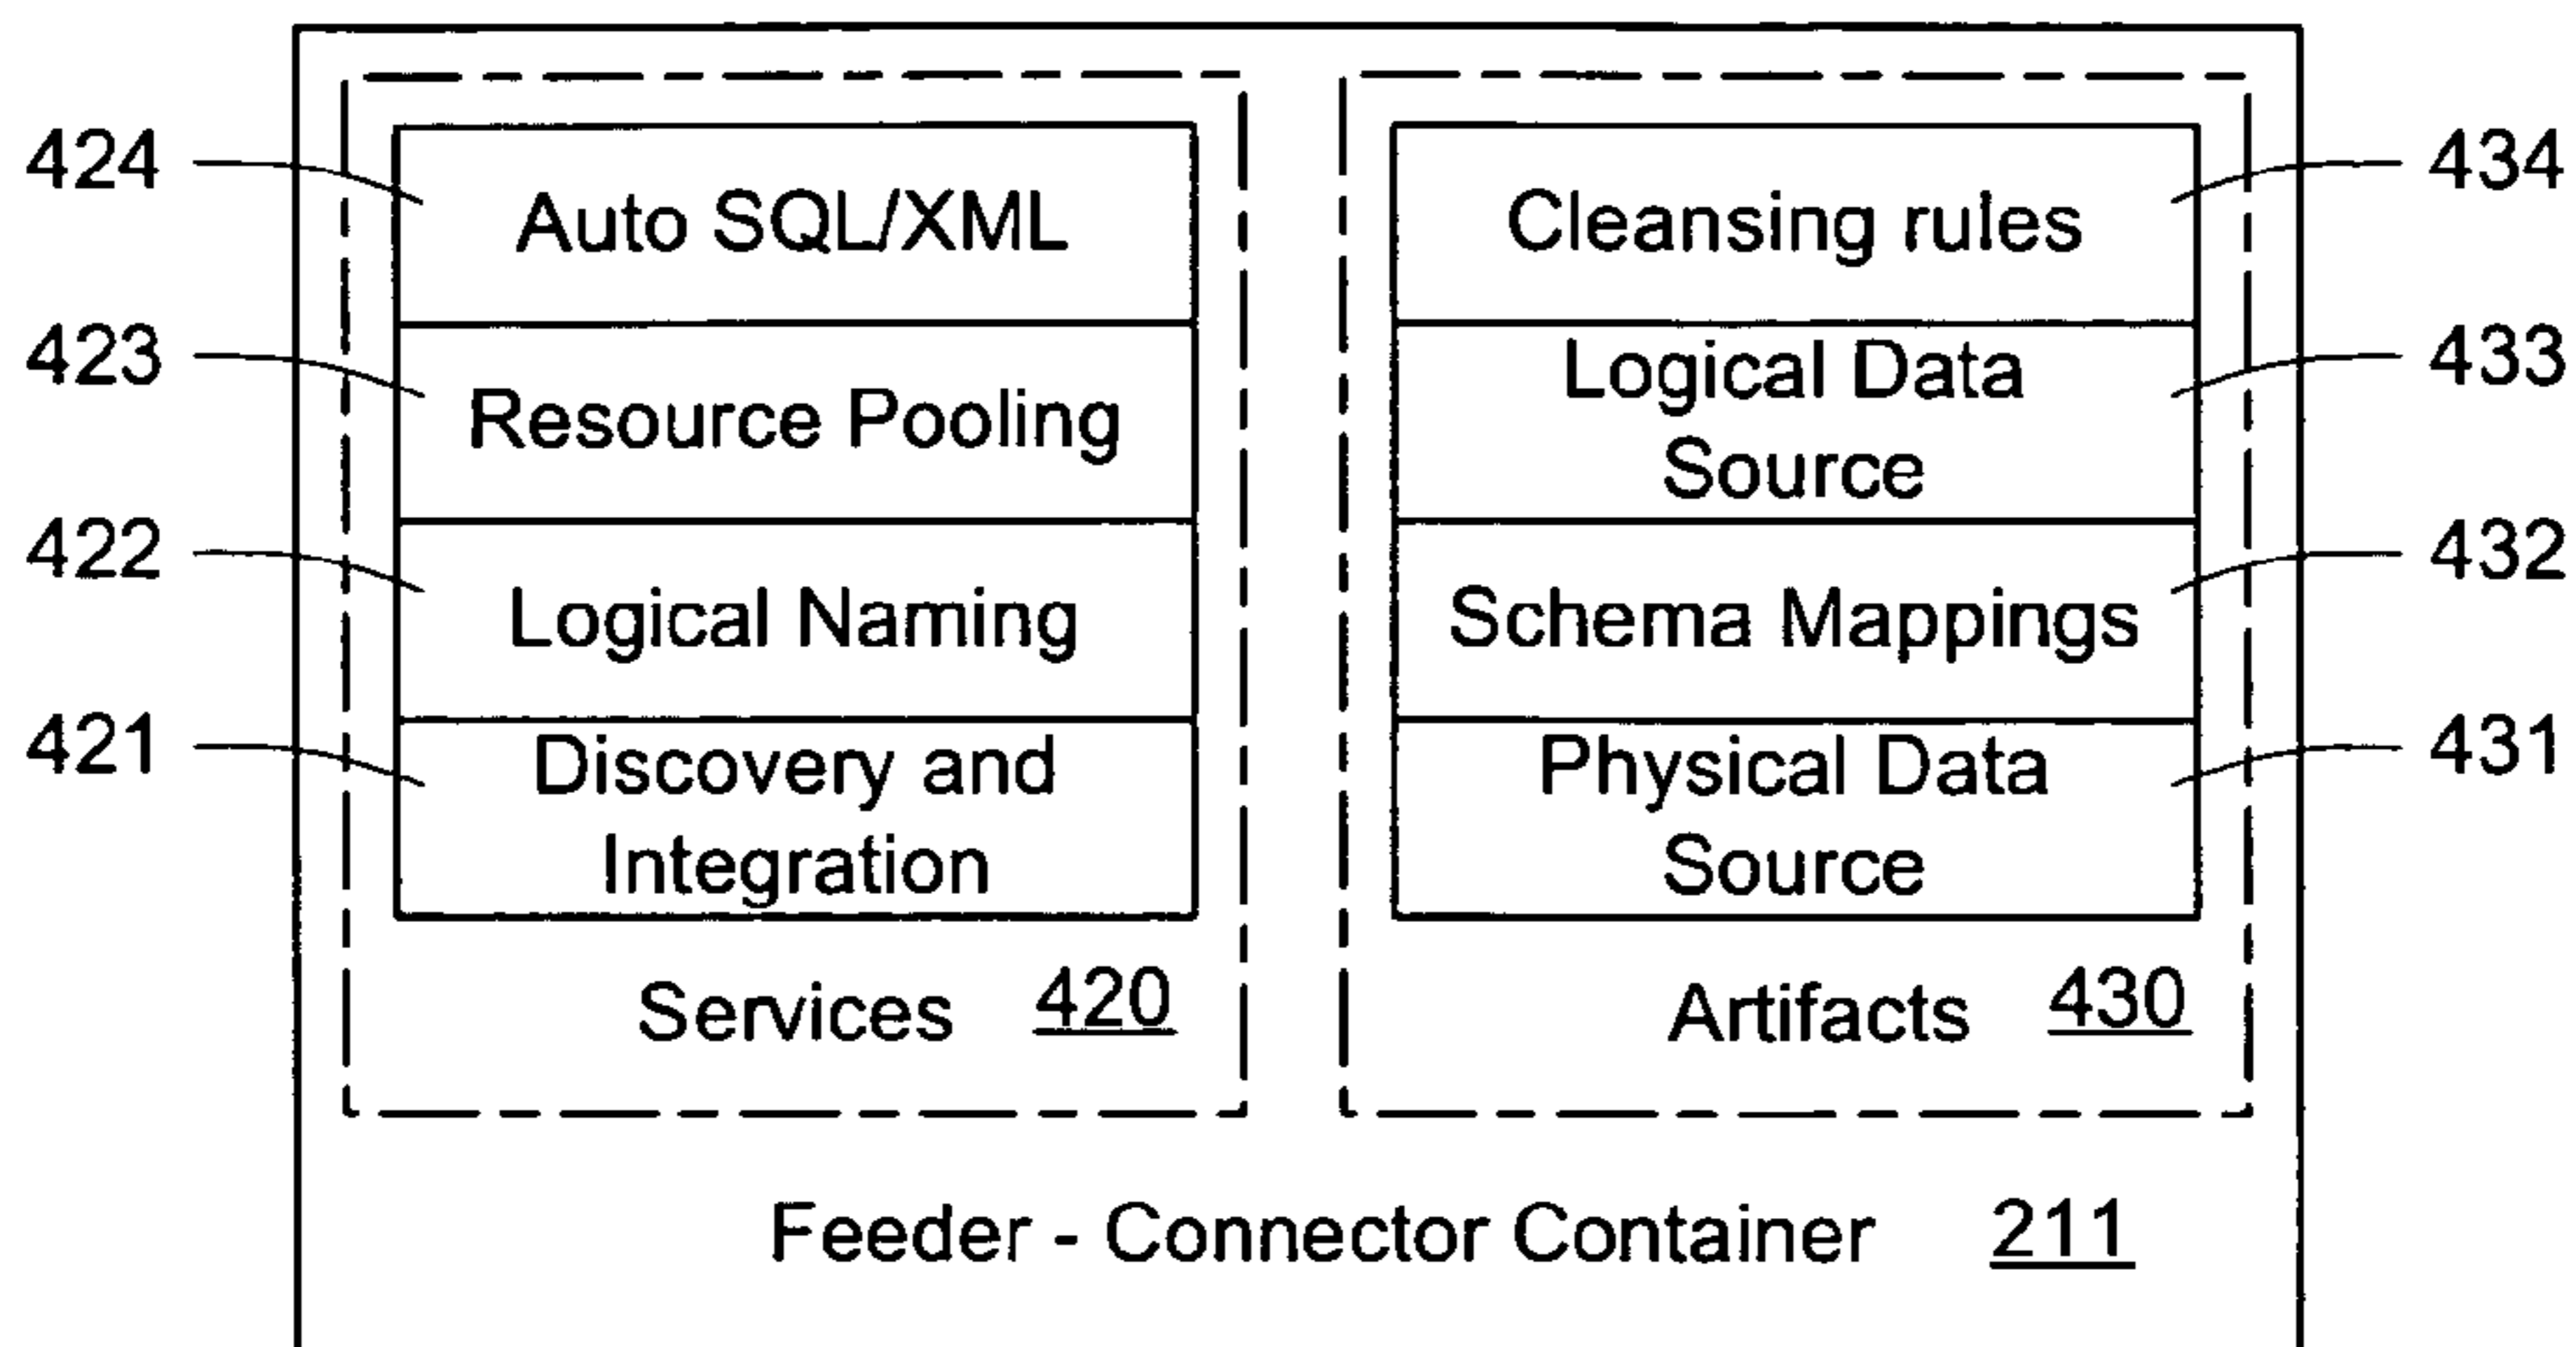 424
Auto SQL/XML
423
Resource Pooling
422
Logical Naming
421
Discovery and
Integration
Services 420
Cleansing rules
434
Logical Data
Source
433
Schema Mappings
432
Physical Data
Source
431
Artifacts 430
Feeder - Connector Container 211